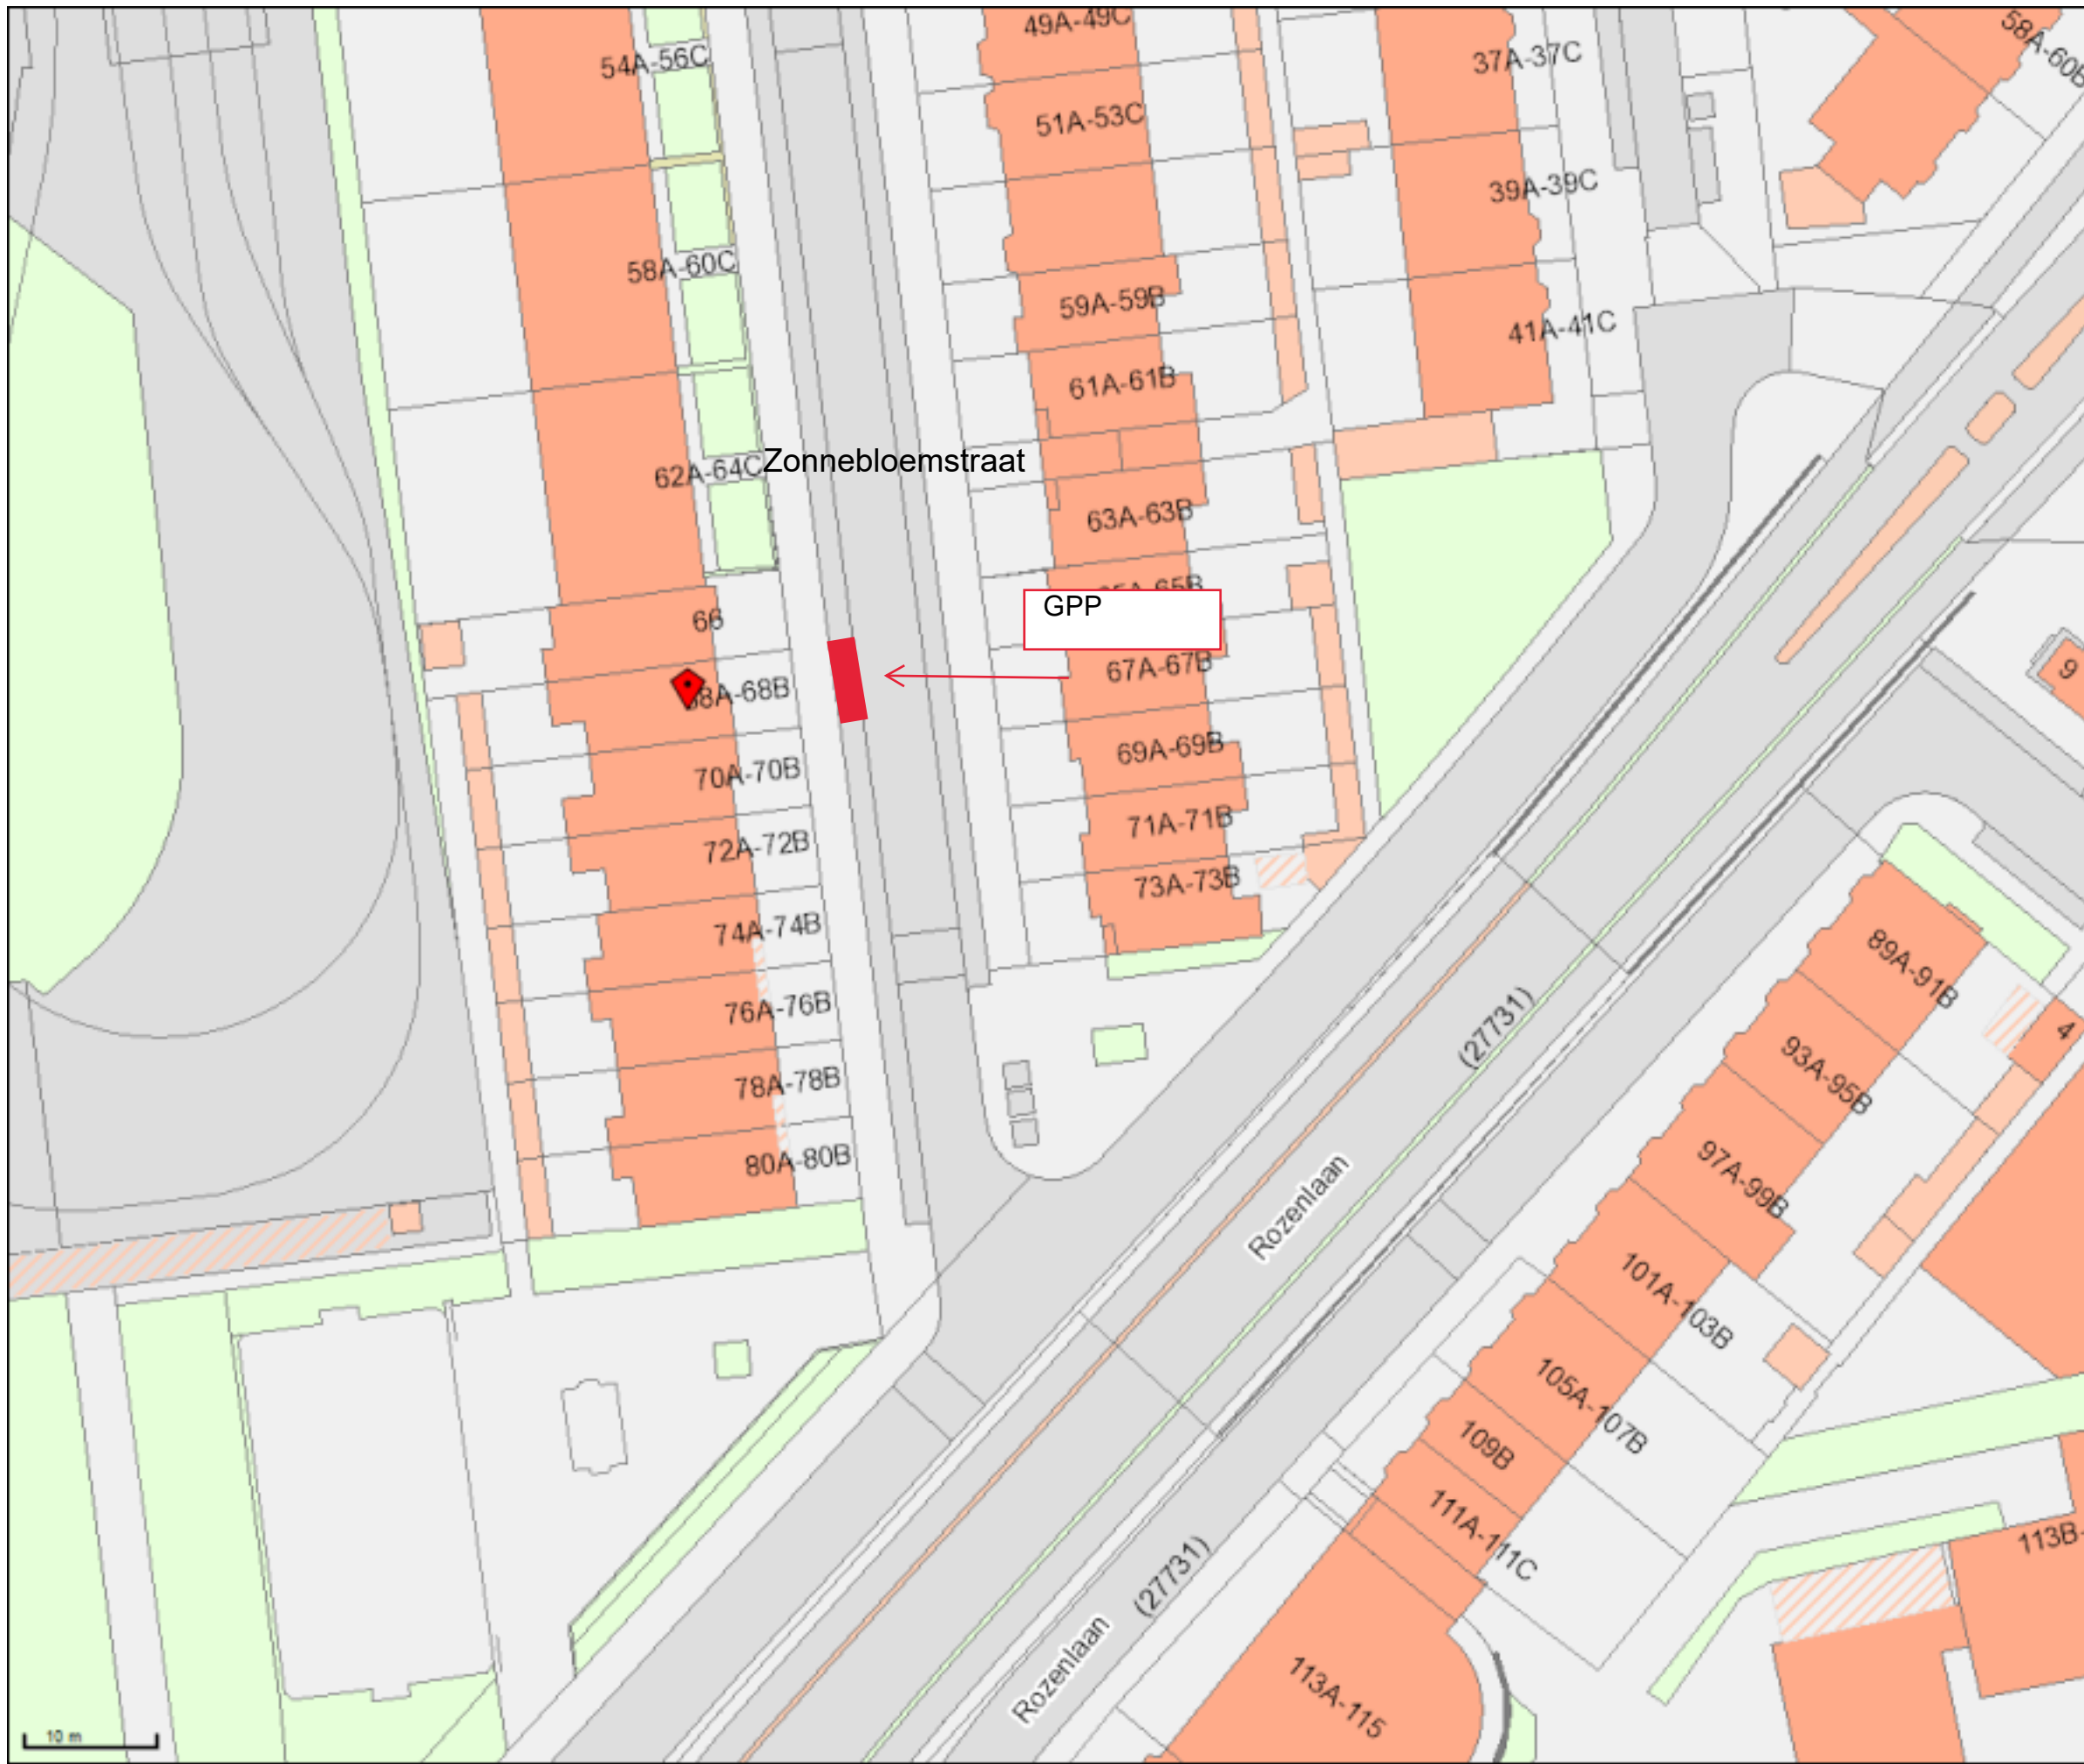 49A-49C
58A-60B
54A-56C
37A-37C
51A-53C
39A-39C
58A-60C
59A-59B
41A-41C
61A-61B
62A-64C
Zonnebloemstraat
63A-63B
65A-65B
GPP
66
67A-67B
9
68A-68B
69A-69B
70A-70B
71A-71B
72A-72B
73A-73B
74A-74B
89A-91B
76A-76B
(27731)
4
93A-95B
78A-78B
80A-80B
97A-99B
Rozenlaan
101A-103B
105A-107B
109B
111A-111C
113B-
(27731)
Rozenlaan
113A-115
10 m